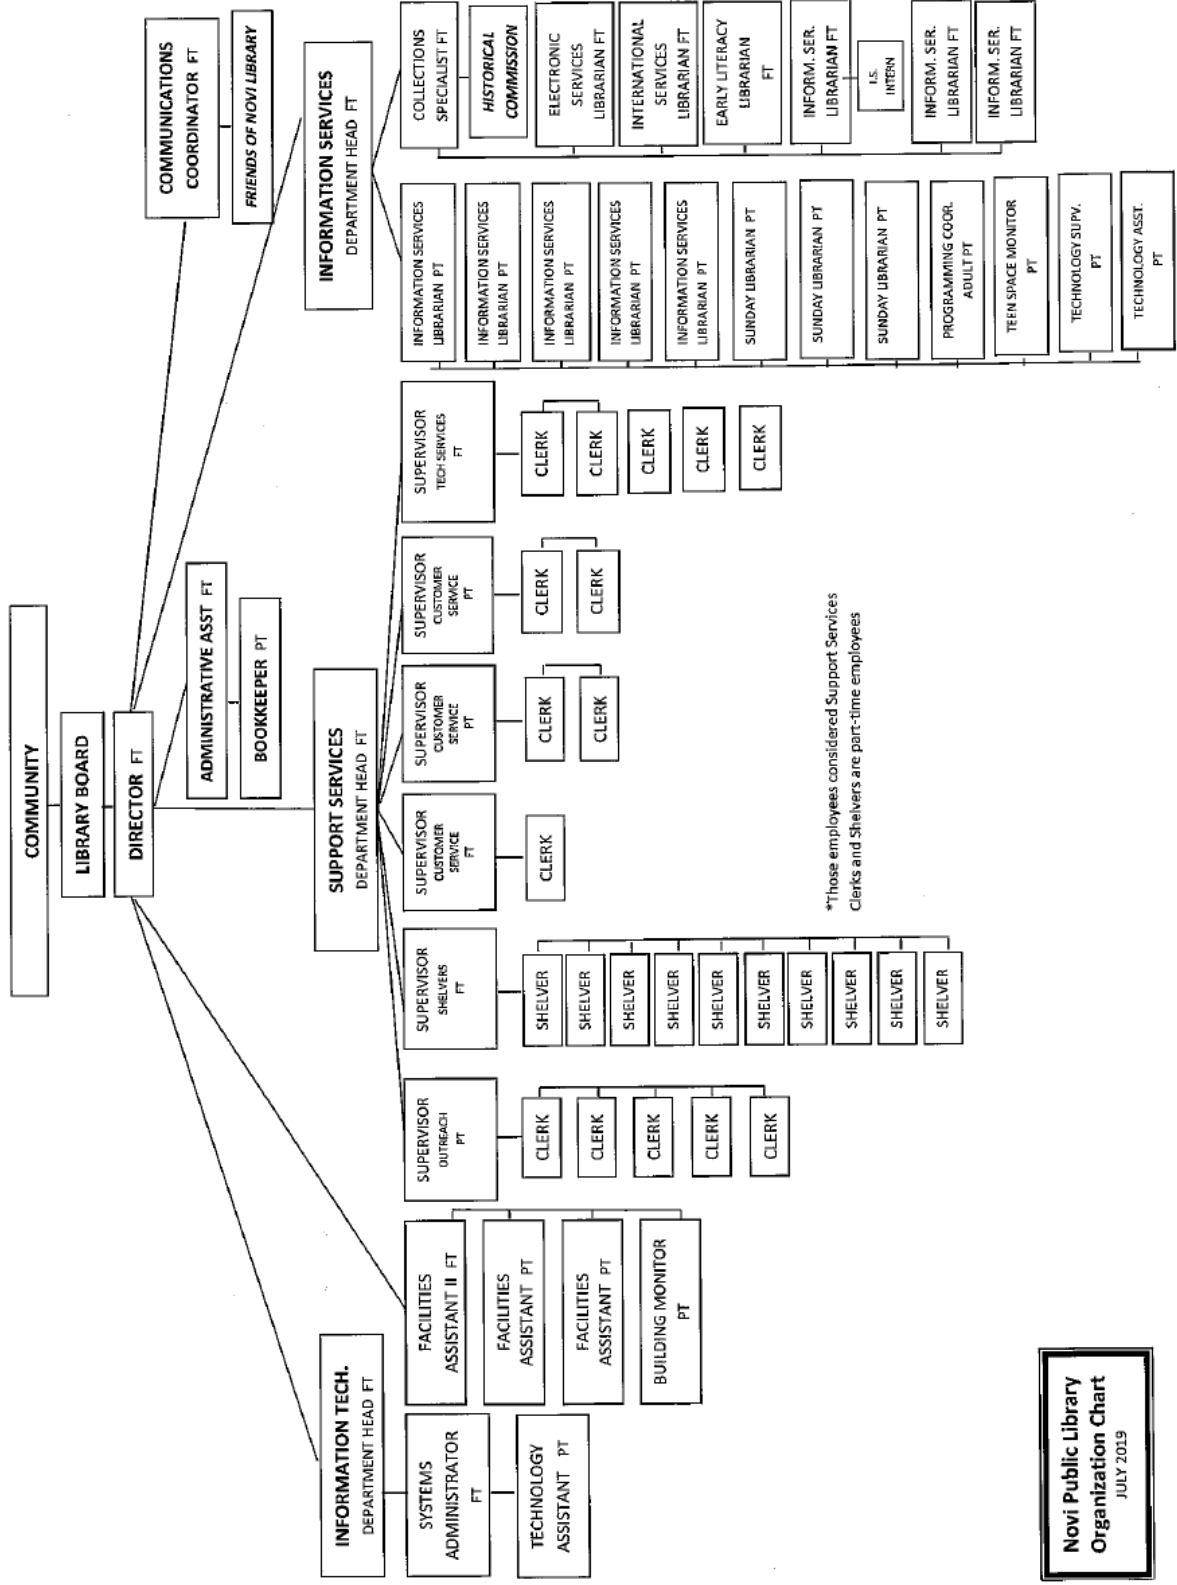 COMMUNITY
LIBRARY BOARD
DIRECTOR FT
COMMUNICATIONS
COORDINATOR FT
FRIENDS OF NOVI LIBRARY
ADMINISTRATIVE ASST FT
BOOKKEEPER PT
INFORMATION TECH.
DEPARTMENT HEAD FT
SUPPORT SERVICES
DEPARTMENT HEAD FT
INFORMATION SERVICES
DEPARTMENT HEAD FT
SYSTEMS
ADMINISTRATOR
FT
TECHNOLOGY
ASSISTANT PT
FACILITIES
ASSISTANT II FT
FACILITIES
ASSISTANT PT
FACILITIES
ASSISTANT PT
BUILDING MONITOR
PT
SUPERVISOR
OUTREACH
PT
CLERK
CLERK
CLERK
CLERK
CLERK
SUPERVISOR
SHELVERS
FT
SHELVER
SHELVER
SHELVER
SHELVER
SHELVER
SHELVER
SHELVER
SHELVER
SHELVER
SHELVER
SUPERVISOR
CUSTOMER
SERVICE
FT
CLERK
SUPERVISOR
CUSTOMER
SERVICE
PT
CLERK
CLERK
SUPERVISOR
CUSTOMER
SERVICE
PT
CLERK
CLERK
SUPERVISOR
TECH SERVICES
FT
CLERK
CLERK
CLERK
CLERK
CLERK
INFORMATION SERVICES
LIBRARIAN PT
INFORMATION SERVICES
LIBRARIAN PT
INFORMATION SERVICES
LIBRARIAN PT
INFORMATION SERVICES
LIBRARIAN PT
INFORMATION SERVICES
LIBRARIAN PT
SUNDAY LIBRARIAN PT
SUNDAY LIBRARIAN PT
SUNDAY LIBRARIAN PT
PROGRAMMING COOR.
ADULT PT
TEEN SPACE MONITOR
PT
TECHNOLOGY SUPV.
PT
TECHNOLOGY ASST.
PT
COLLECTIONS
SPECIALIST FT
HISTORICAL
COMMISSION
ELECTRONIC
SERVICES
LIBRARIAN FT
INTERNATIONAL
SERVICES
LIBRARIAN FT
EARLY LITERACY
LIBRARIAN
FT
INFORM. SER.
LIBRARIAN FT
I.S.
INTERN
INFORM. SER.
LIBRARIAN FT
INFORM. SER.
LIBRARIAN FT
*Those employees considered Support Services
Clerks and Shelvers are part-time employees
Novi Public Library
Organization Chart
JULY 2019